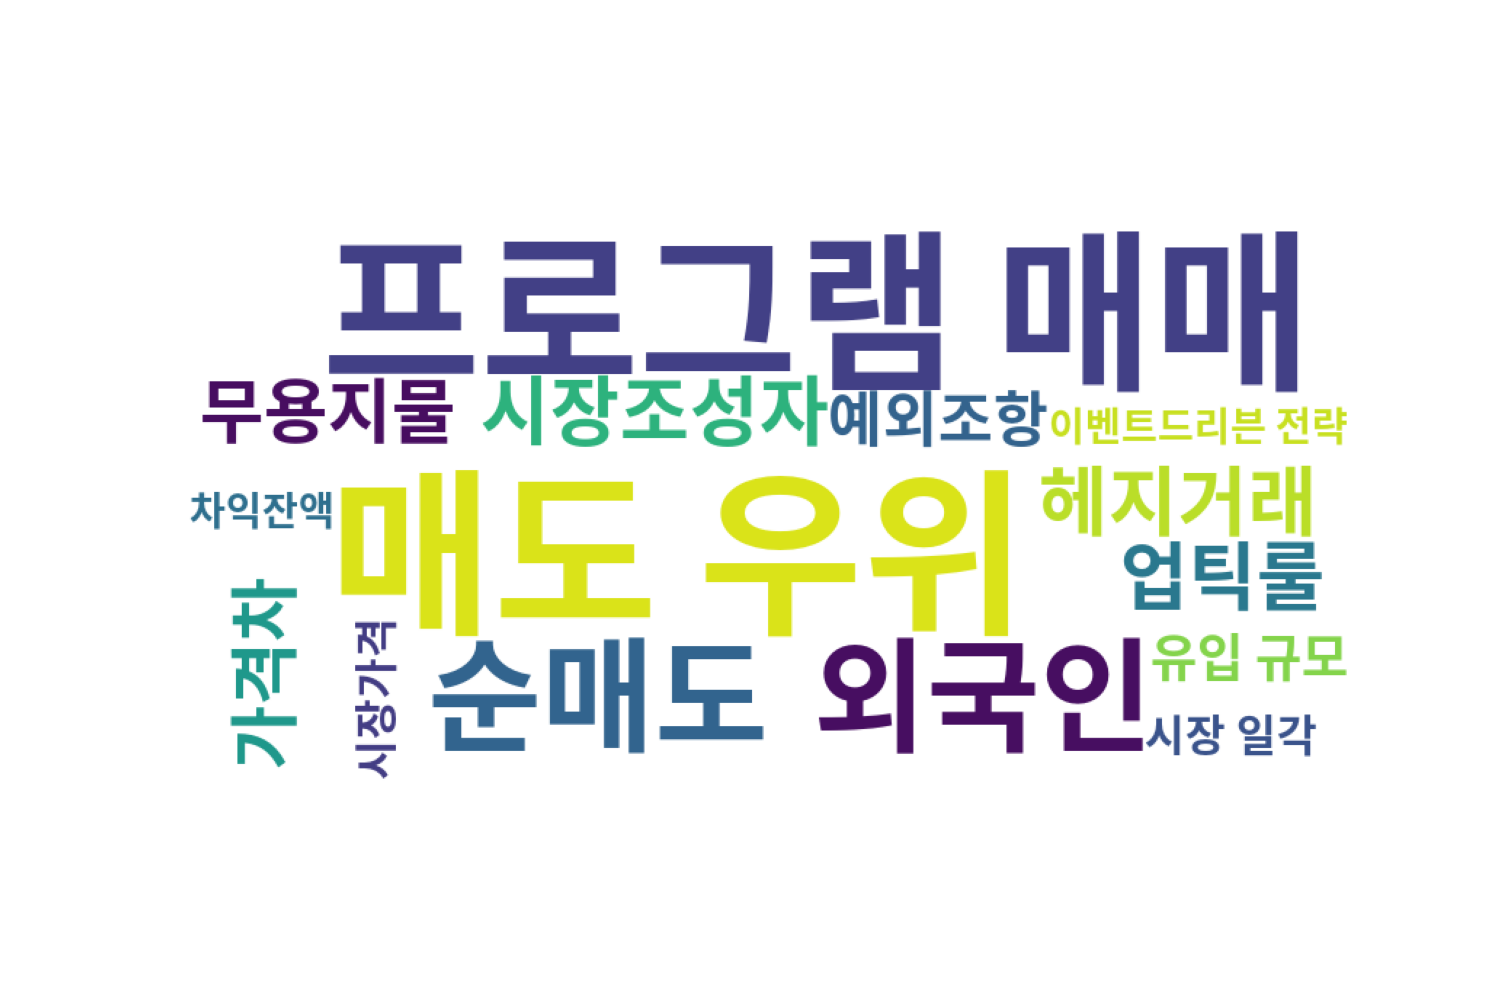 프로그램 매매
무용지물
시장조성자
예외조항
이벤트드리븐 전략
매도 우위
헤지거래
차익잔액
업틱룰
가격차
시장가격
순매도
외국인
유입 규모
시장 일각